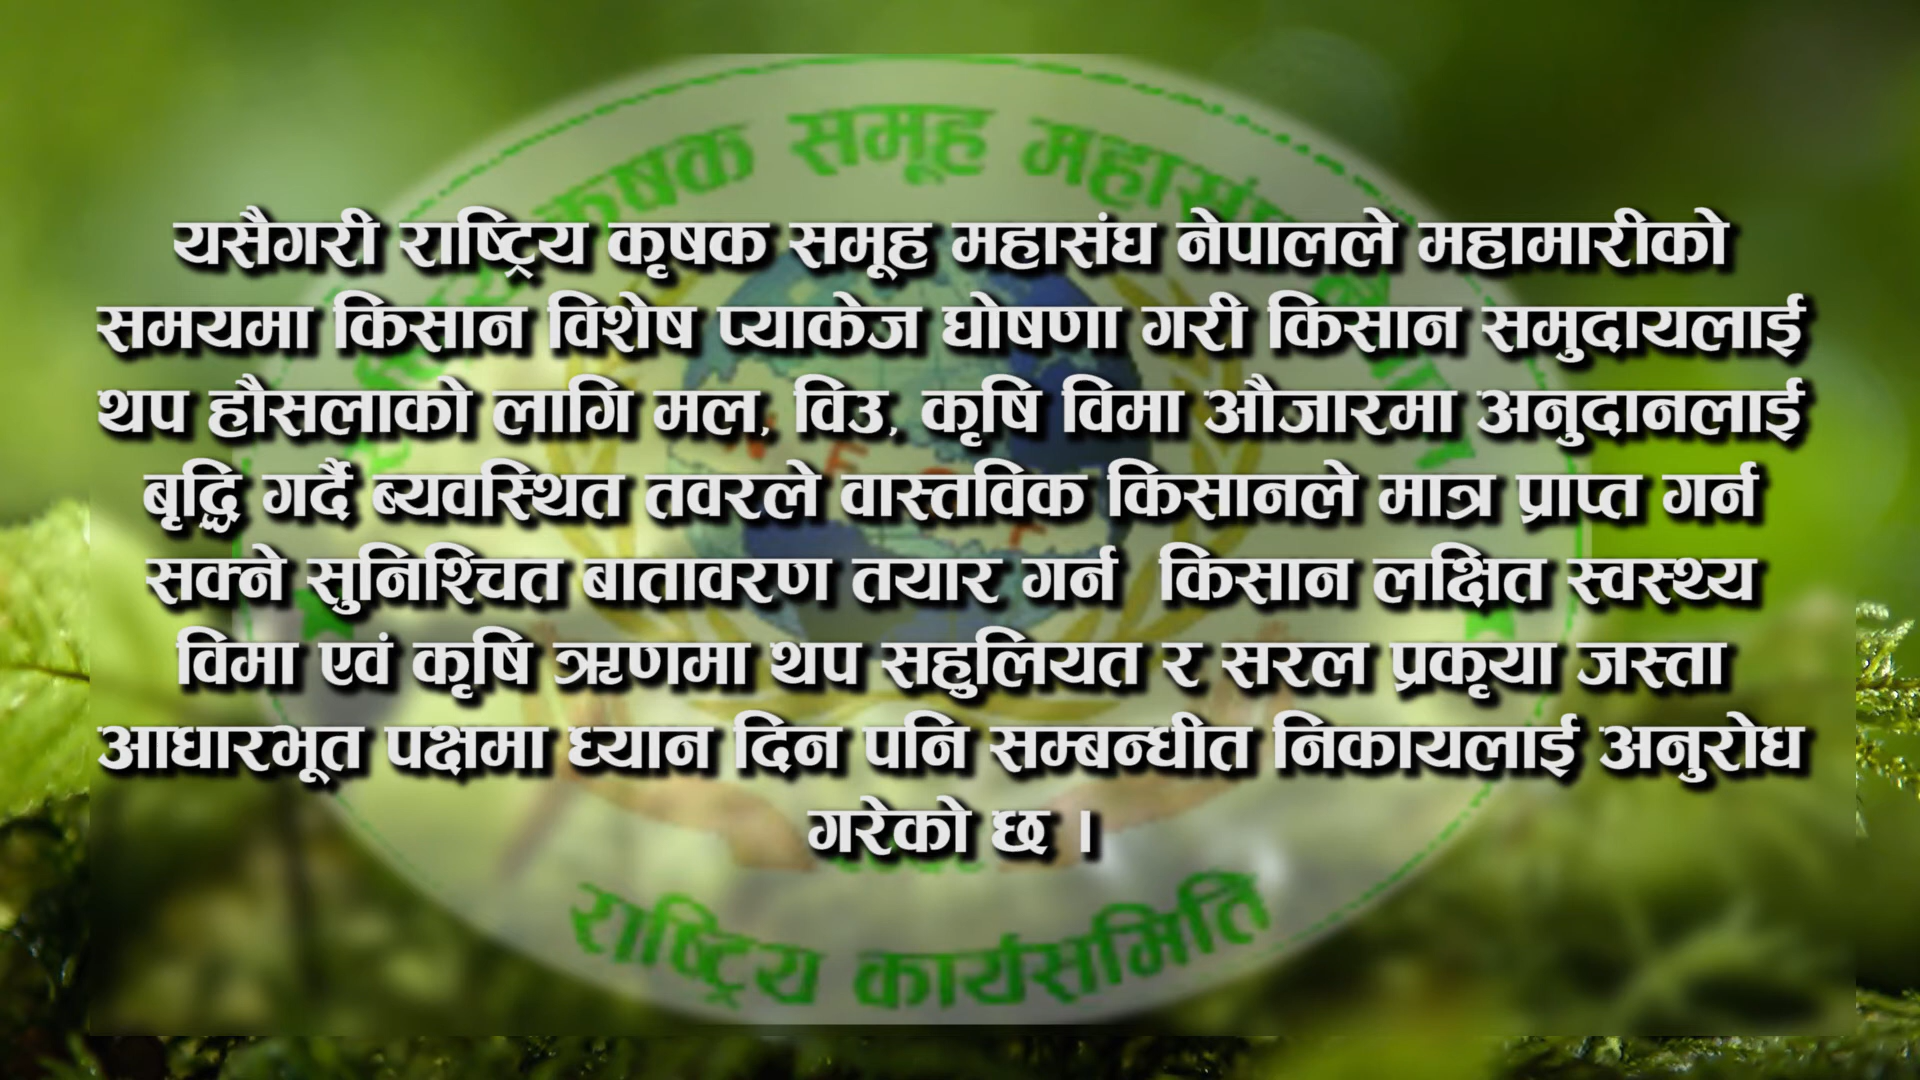 राष्ट्रिय कृषक समूह महासंघ नेपाल
यसैगरी राष्ट्रिय कृषक समूह महासंघ नेपालले महामारीको
समयमा किसान विशेष प्याकेज घोषणा गरी किसान समुदायलाई
थप हौसलाको लागि मल, विउ, कृषि विमा औजारमा अनुदानलाई
बृद्धि गर्दै ब्यवस्थित तवरले वास्तविक किसानले मात्र प्राप्त गर्न
सक्ने सुनिश्चित बातावरण तयार गर्न किसान लक्षित स्वस्थ्य
विमा एवं कृषि ऋणमा थप सहुलियत र सरल प्रकृया जस्ता
आधारभूत पक्षमा ध्यान दिन पनि सम्बन्धीत निकायलाई अनुरोध
गरेको छ ।
राष्ट्रिय कार्यसमिति